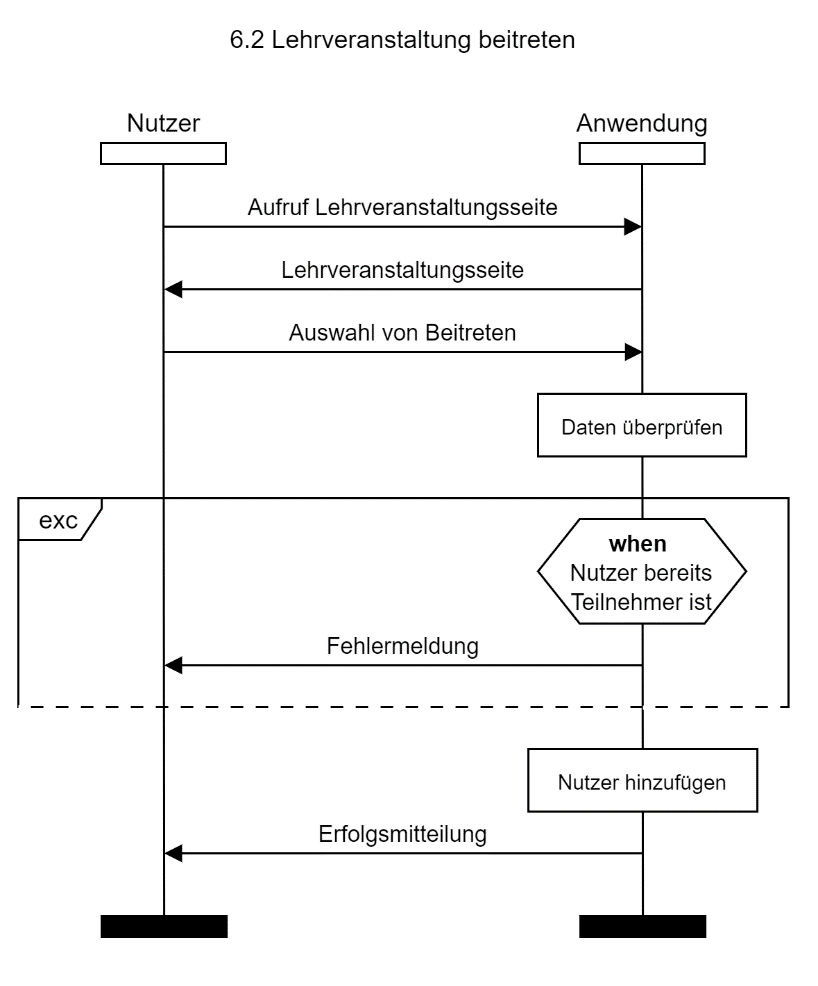 6.2 Lehrveranstaltung beitreten
Nutzer
Anwendung
Aufruf Lehrveranstaltungsseite
Lehrveranstaltungsseite
Auswahl von Beitreten
Daten überprüfen
exc
when
Nutzer bereits
Teilnehmer ist
Fehlermeldung
Nutzer hinzufügen
Erfolgsmitteilung